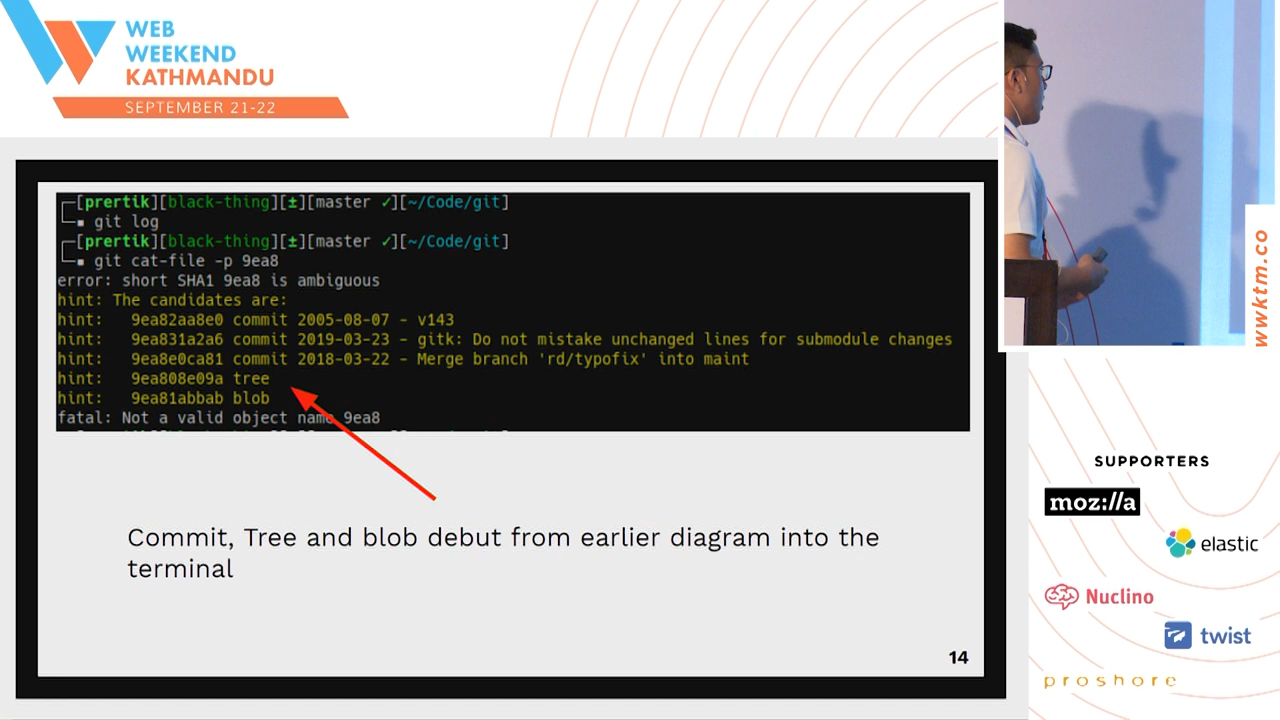 WEB
WEEKEND
KATHMANDU
SEPTEMBER 21-22
┌─[prertik][black-thing][±][master ✓][~/Code/git]
└─▪ git log
┌─[prertik][black-thing][±][master ✓][~/Code/git]
└─▪ git cat-file -p 9ea8
error: short SHA1 9ea8 is ambiguous
hint: The candidates are:
hint:   9ea82aa8e0 commit 2005-08-07 - v143
hint:   9ea831a2a6 commit 2019-03-23 - gitk: Do not mistake unchanged lines for submodule changes
hint:   9ea8e0ca81 commit 2018-03-22 - Merge branch 'rd/typofix' into maint
hint:   9ea808e09a tree
hint:   9ea81abbab blob
fatal: Not a valid object name 9ea8
Commit, Tree and blob debut from earlier diagram into the
terminal
14
wwktm.co
SUPPORTERS
moz://a
elastic
Nuclino
twist
proshore